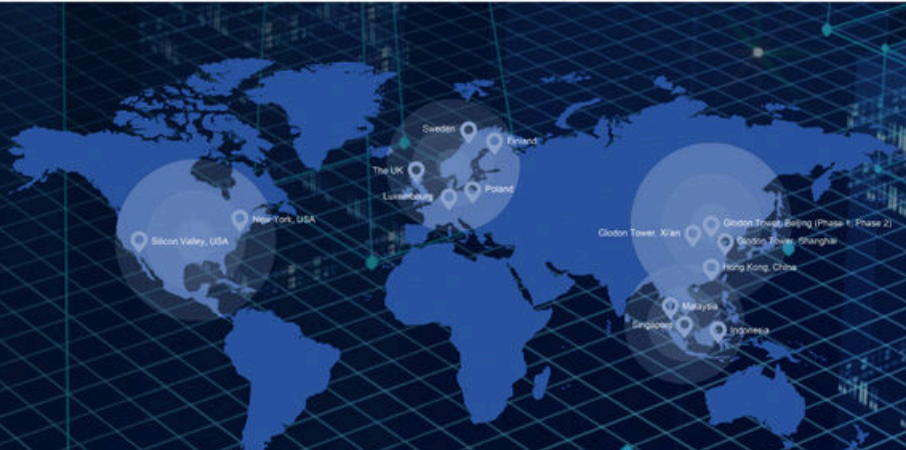 Sweden
Finland
The UK
Poland
Luxembourg
New York, USA
Silicon Valley, USA
Glodon Tower, Beijing (Phase 1, Phase 2)
Glodon Tower, Xi'an
Glodon Tower, Shanghai
Hong Kong, China
Malaysia
Singapore
Indonesia